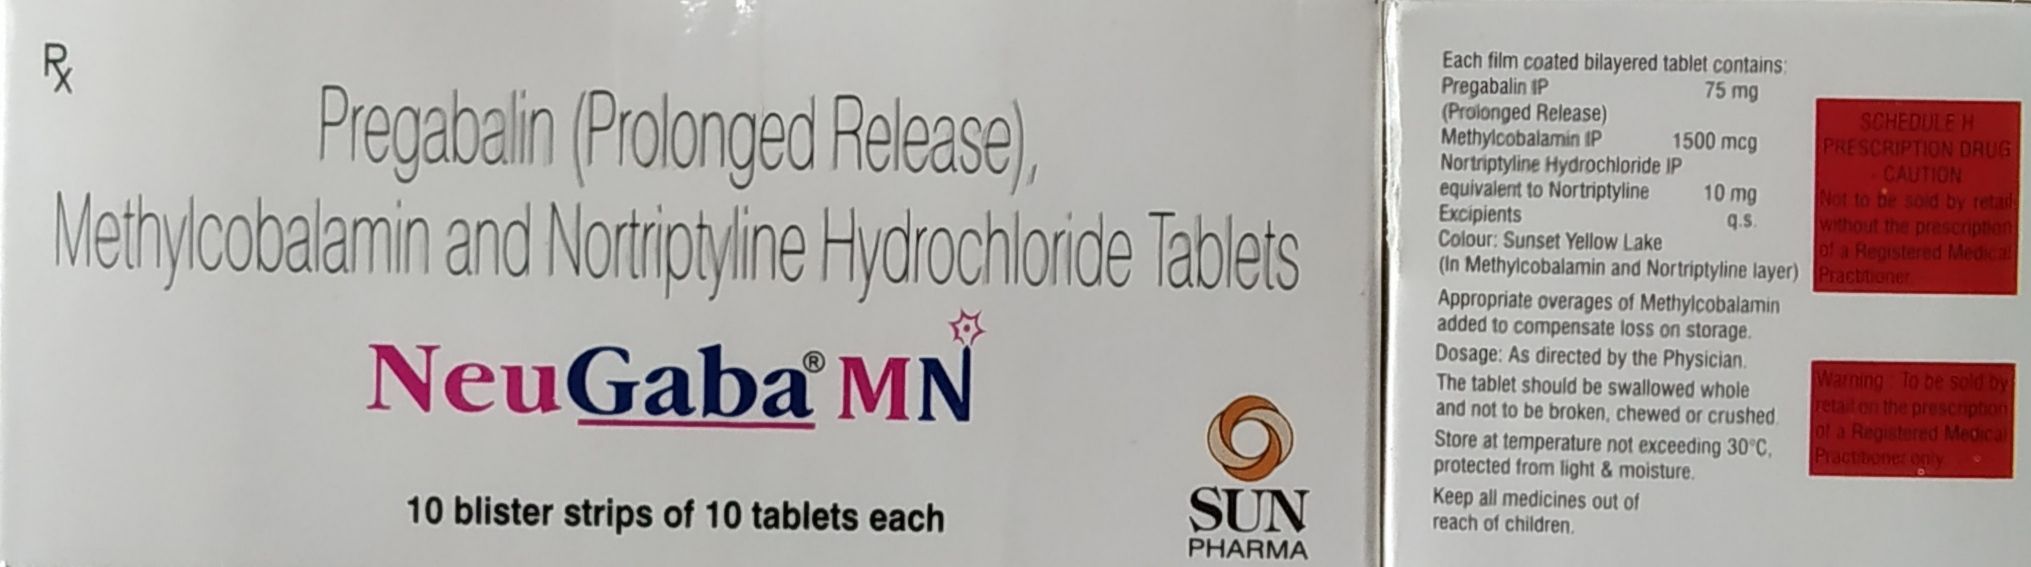 Rx
Pregabalin (Prolonged Release),
Methylcobalamin and Nortriptyline Hydrochloride Tablets
NeuGaba® MN
10 blister strips of 10 tablets each
SUN
PHARMA
Each film coated bilayered tablet contains:
Pregabalin IP 75 mg
(Prolonged Release)
Methylcobalamin IP 1500 mcg
Nortriptyline Hydrochloride IP
equivalent to Nortriptyline 10 mg
Excipients q.s.
Colour: Sunset Yellow Lake
(In Methylcobalamin and Nortriptyline layer)
Appropriate overages of Methylcobalamin
added to compensate loss on storage.
Dosage: As directed by the Physician.
The tablet should be swallowed whole
and not to be broken, chewed or crushed.
Store at temperature not exceeding 30°C,
protected from light & moisture.
Keep all medicines out of
reach of children.
SCHEDULE H
PRESCRIPTION DRUG
- CAUTION
Not to be sold by retail
without the prescription
of a Registered Medical
Practitioner.
Warning : To be sold by
retail on the prescription
of a Registered Medical
Practitioner only.